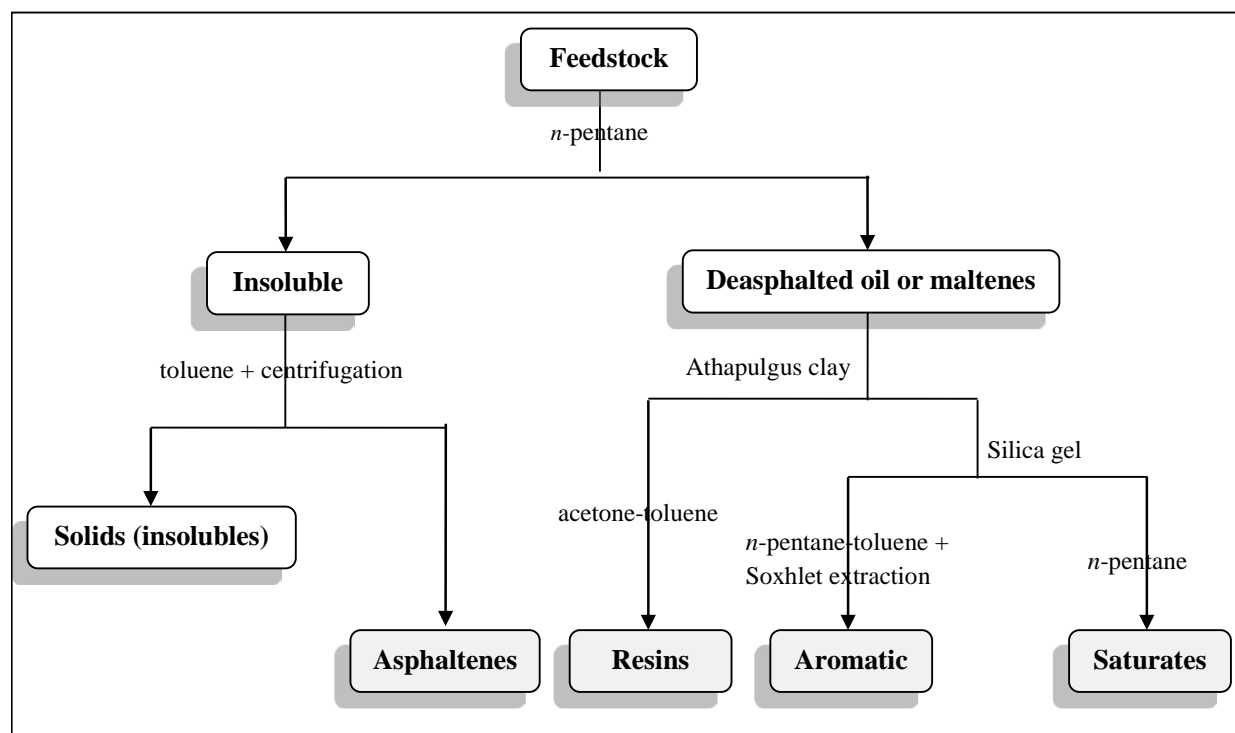 Feedstock
n-pentane
Insoluble
Deasphalted oil or maltenes
toluene + centrifugation
Athapulgus clay
Silica gel
Solids (insolubles)
acetone-toluene
n-pentane-toluene +
Soxhlet extraction
n-pentane
Asphaltenes
Resins
Aromatic
Saturates